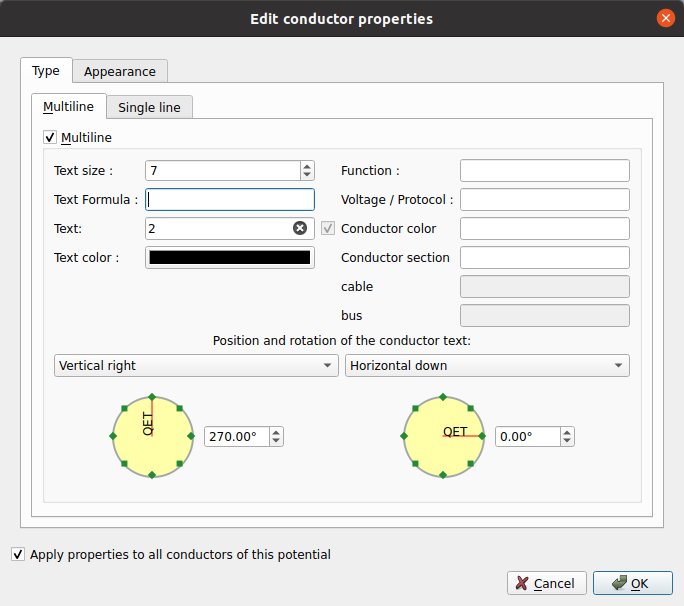 Edit conductor properties
Type Appearance
Multiline Single line
Multiline
Text size : 7 Function :
Text Formula : Voltage / Protocol :
Text: 2 Conductor color
Text color : Conductor section
cable
bus
Position and rotation of the conductor text:
Vertical right Horizontal down
QET 270.00° QET 0.00°
Apply properties to all conductors of this potential
Cancel OK